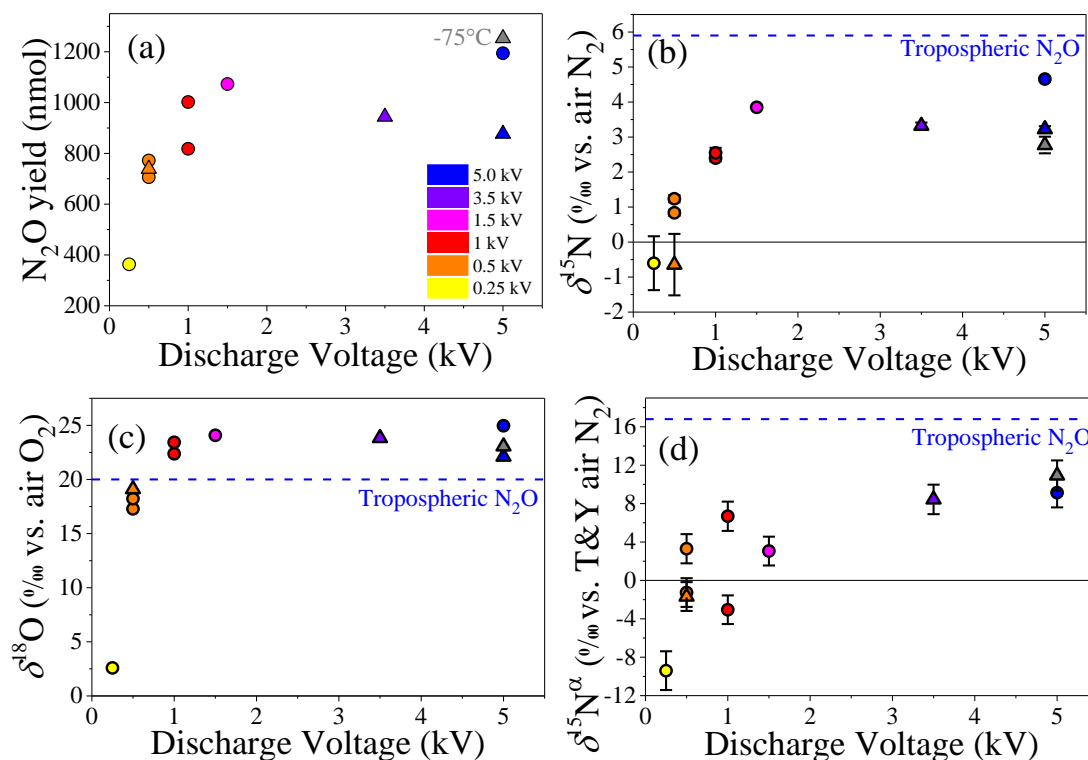 (a)
-75°C
N₂O yield (nmol)
1200
1000
800
600
400
200
5.0 kV
3.5 kV
1.5 kV
1 kV
0.5 kV
0.25 kV
0 1 2 3 4 5
Discharge Voltage (kV)
(b)
Tropospheric N₂O
δ¹⁵N (‰ vs. air N₂)
6
5
4
3
2
1
0
-1
-2
0 1 2 3 4 5
Discharge Voltage (kV)
(c)
Tropospheric N₂O
δ¹⁸O (‰ vs. air O₂)
25
20
15
10
5
0
0 1 2 3 4 5
Discharge Voltage (kV)
(d)
Tropospheric N₂O
δ¹⁵Nᵅ (‰ vs. T&Y air N₂)
16
12
8
4
0
-4
-8
-12
0 1 2 3 4 5
Discharge Voltage (kV)